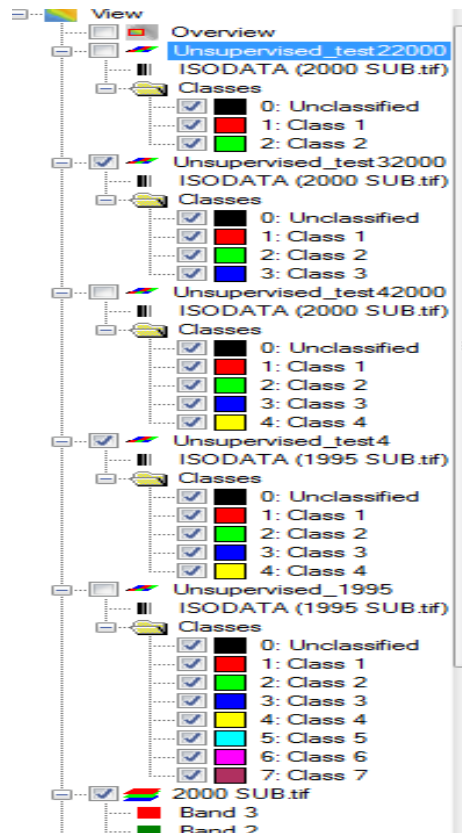 View
Overview
Unsupervised_test22000
ISODATA (2000 SUB.tif)
Classes
0: Unclassified
1: Class 1
2: Class 2
Unsupervised_test32000
ISODATA (2000 SUB.tif)
Classes
0: Unclassified
1: Class 1
2: Class 2
3: Class 3
Unsupervised_test42000
ISODATA (2000 SUB.tif)
Classes
0: Unclassified
1: Class 1
2: Class 2
3: Class 3
4: Class 4
Unsupervised_test4
ISODATA (1995 SUB.tif)
Classes
0: Unclassified
1: Class 1
2: Class 2
3: Class 3
4: Class 4
Unsupervised_1995
ISODATA (1995 SUB.tif)
Classes
0: Unclassified
1: Class 1
2: Class 2
3: Class 3
4: Class 4
5: Class 5
6: Class 6
7: Class 7
2000 SUB.tif
Band 3
Band 2